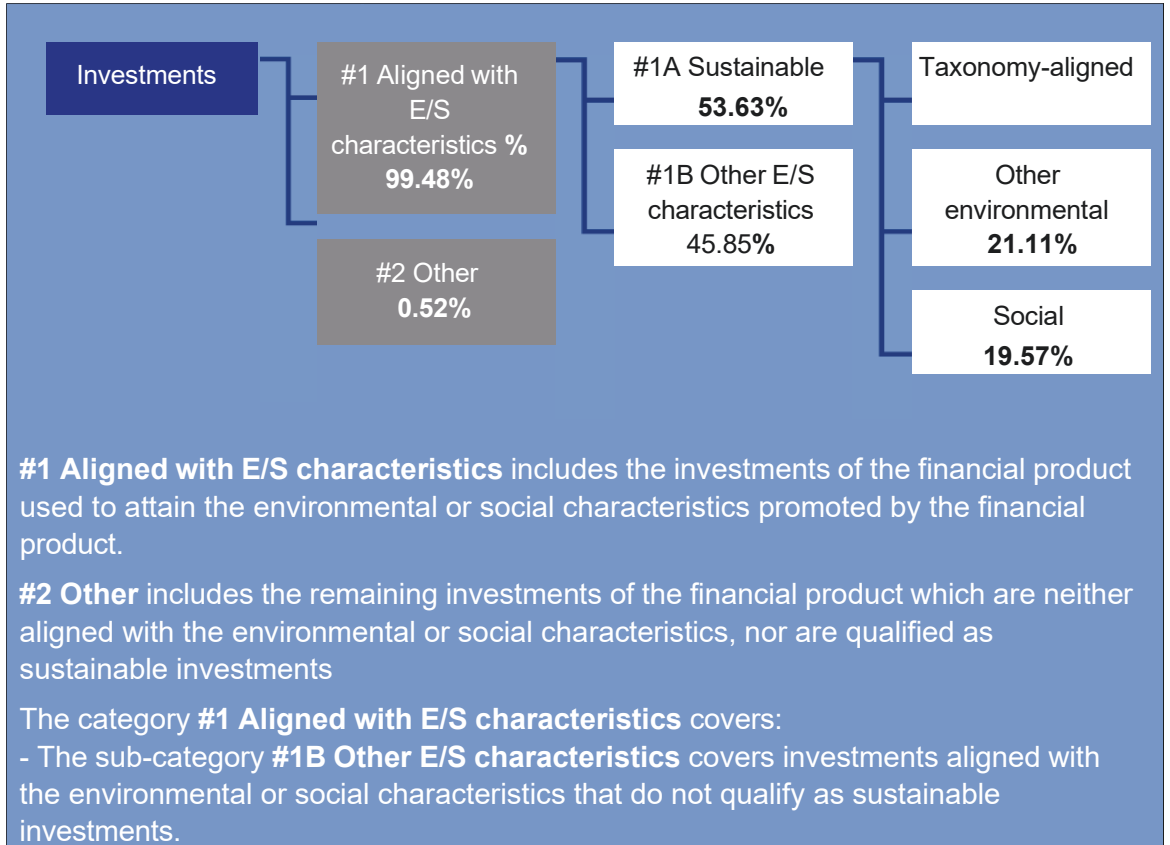 Investments
#1 Aligned with
E/S
characteristics %
99.48%
#2 Other
0.52%
#1A Sustainable
53.63%
#1B Other E/S
characteristics
45.85%
Taxonomy-aligned
Other
environmental
21.11%
Social
19.57%
#1 Aligned with E/S characteristics includes the investments of the financial product
used to attain the environmental or social characteristics promoted by the financial
product.
#2 Other includes the remaining investments of the financial product which are neither
aligned with the environmental or social characteristics, nor are qualified as
sustainable investments
The category #1 Aligned with E/S characteristics covers:
- The sub-category #1B Other E/S characteristics covers investments aligned with
the environmental or social characteristics that do not qualify as sustainable
investments.